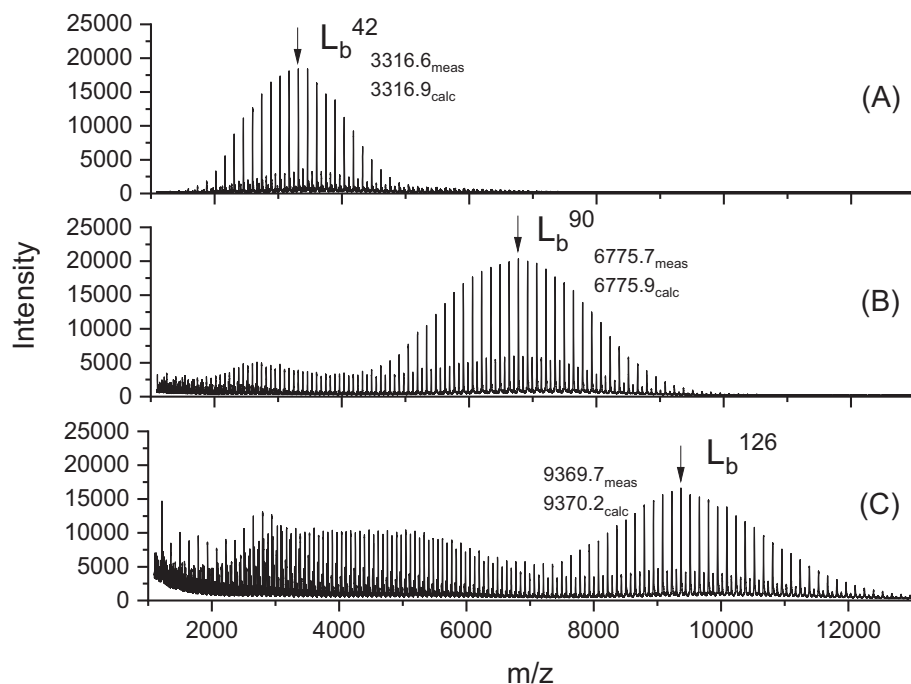 25000
20000
15000
10000
5000
0
L_b^42
3316.6_meas
3316.9_calc
(A)
25000
20000
15000
10000
5000
0
L_b^90
6775.7_meas
6775.9_calc
(B)
Intensity
25000
20000
15000
10000
5000
0
L_b^126
9369.7_meas
9370.2_calc
(C)
2000 4000 6000 8000 10000 12000
m/z